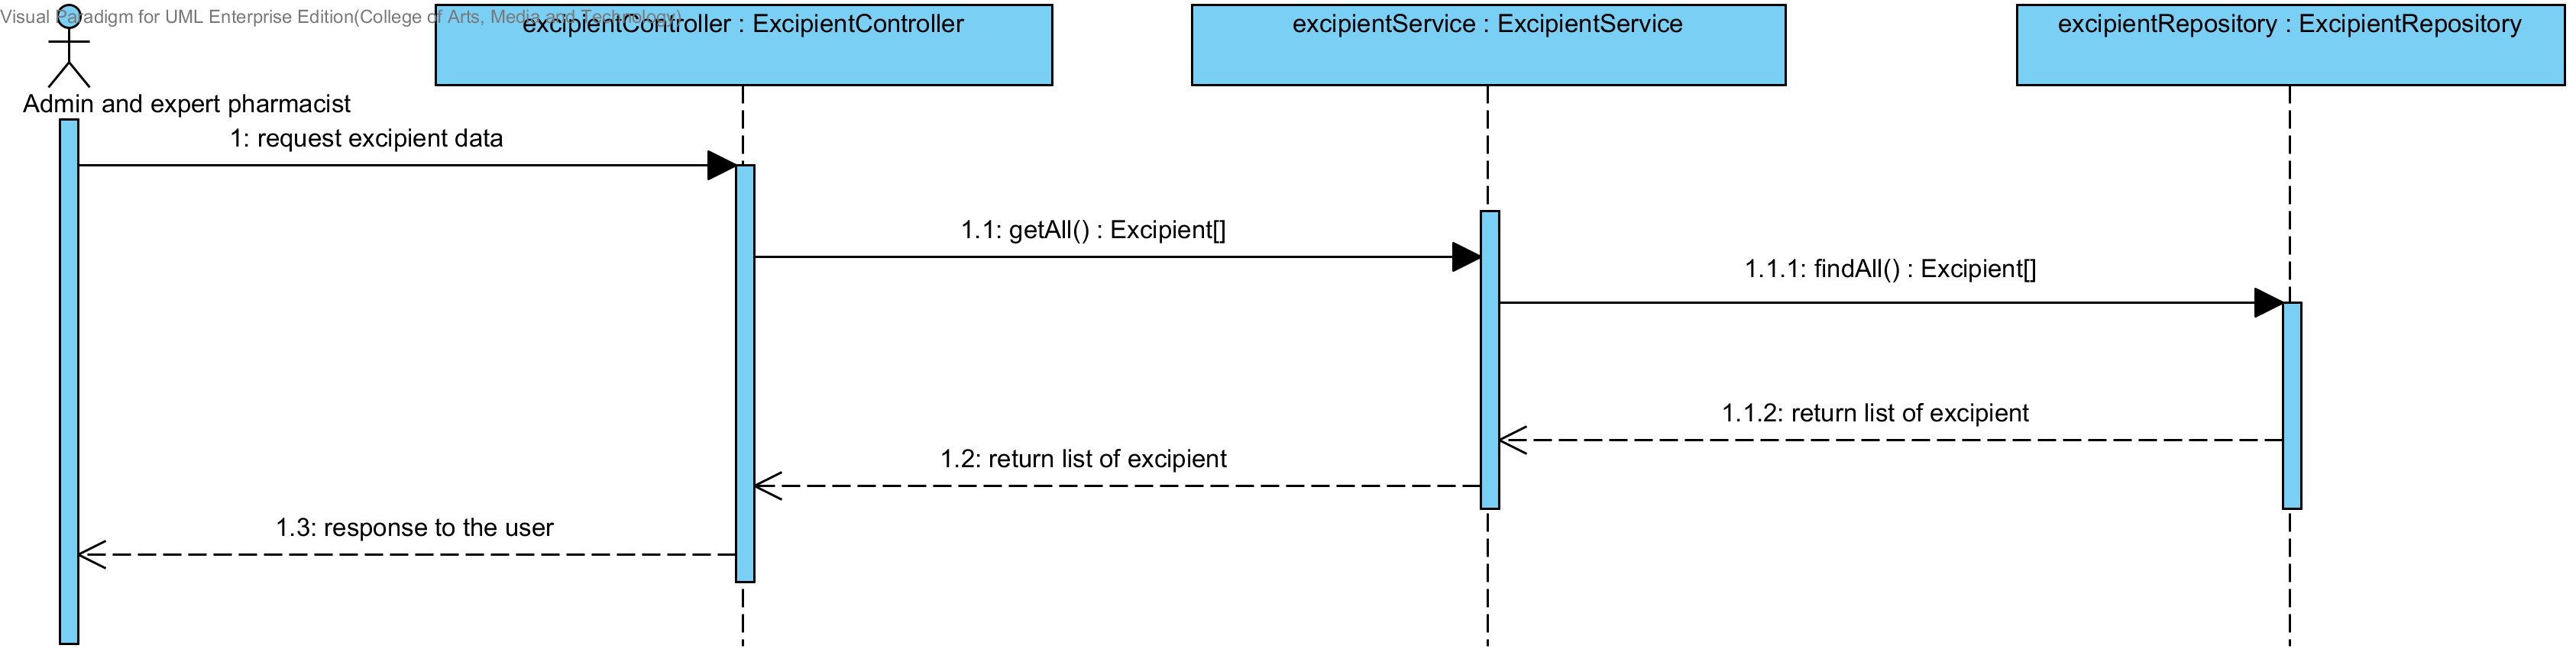 Visual Paradigm for UML Enterprise Edition(College of Arts, Media and Technology)
excipientController : ExcipientController
excipientService : ExcipientService
excipientRepository : ExcipientRepository
Admin and expert pharmacist
1: request excipient data
1.1: getAll() : Excipient[]
1.1.1: findAll() : Excipient[]
1.1.2: return list of excipient
1.2: return list of excipient
1.3: response to the user